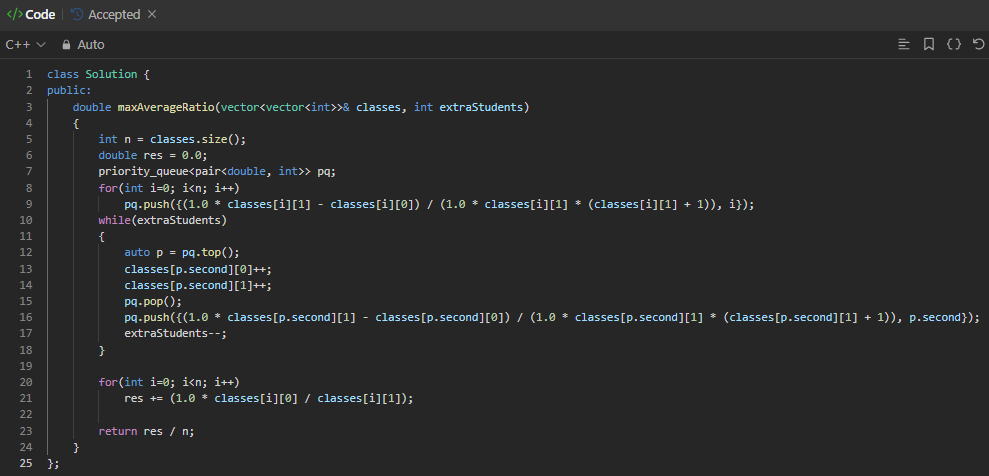 </> Code | Accepted ×
C++ Auto
1 class Solution {
2 public:
3     double maxAverageRatio(vector<vector<int>>& classes, int extraStudents)
4     {
5         int n = classes.size();
6         double res = 0.0;
7         priority_queue<pair<double, int>> pq;
8         for(int i=0; i<n; i++)
9             pq.push({(1.0 * classes[i][1] - classes[i][0]) / (1.0 * classes[i][1] * (classes[i][1] + 1)), i});
10         while(extraStudents)
11         {
12             auto p = pq.top();
13             classes[p.second][0]++;
14             classes[p.second][1]++;
15             pq.pop();
16             pq.push({(1.0 * classes[p.second][1] - classes[p.second][0]) / (1.0 * classes[p.second][1] * (classes[p.second][1] + 1)), p.second});
17             extraStudents--;
18         }
19
20         for(int i=0; i<n; i++)
21             res += (1.0 * classes[i][0] / classes[i][1]);
22
23         return res / n;
24     }
25 };